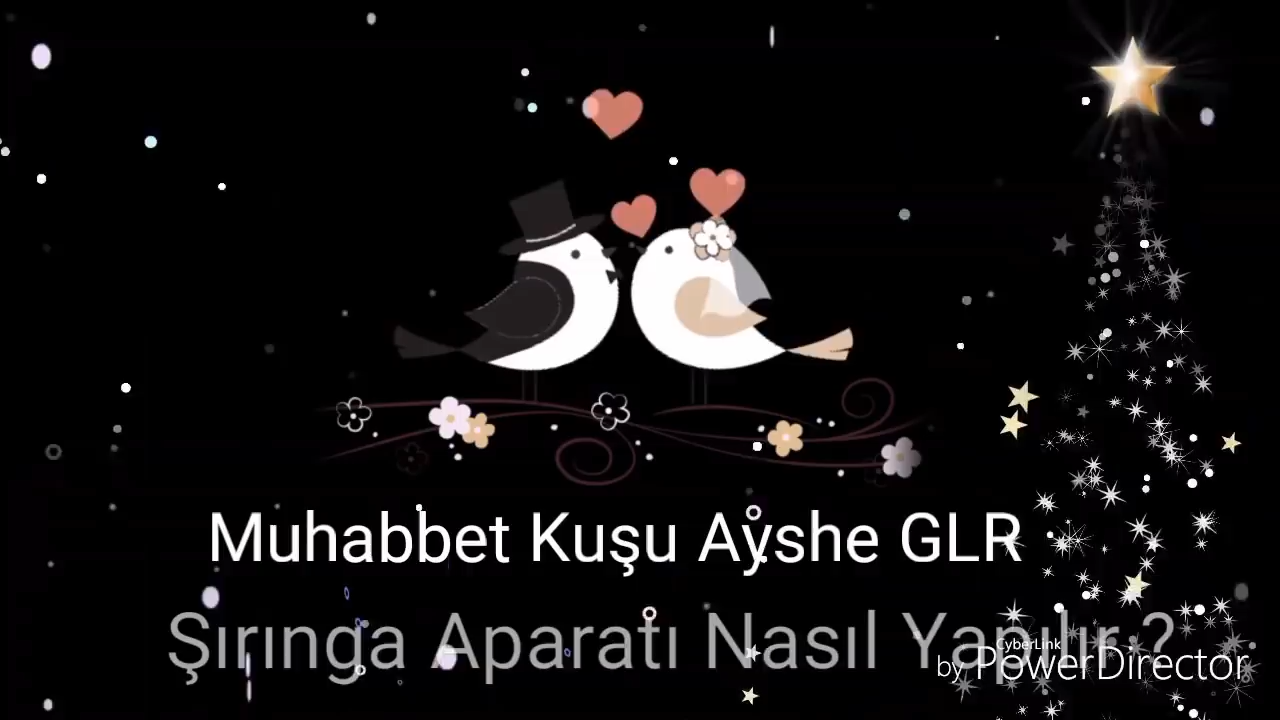 Muhabbet Kuşu Ayshe GLR
Şırınga Aparatı Nasıl Yapılır ?
CyberLink
by PowerDirector